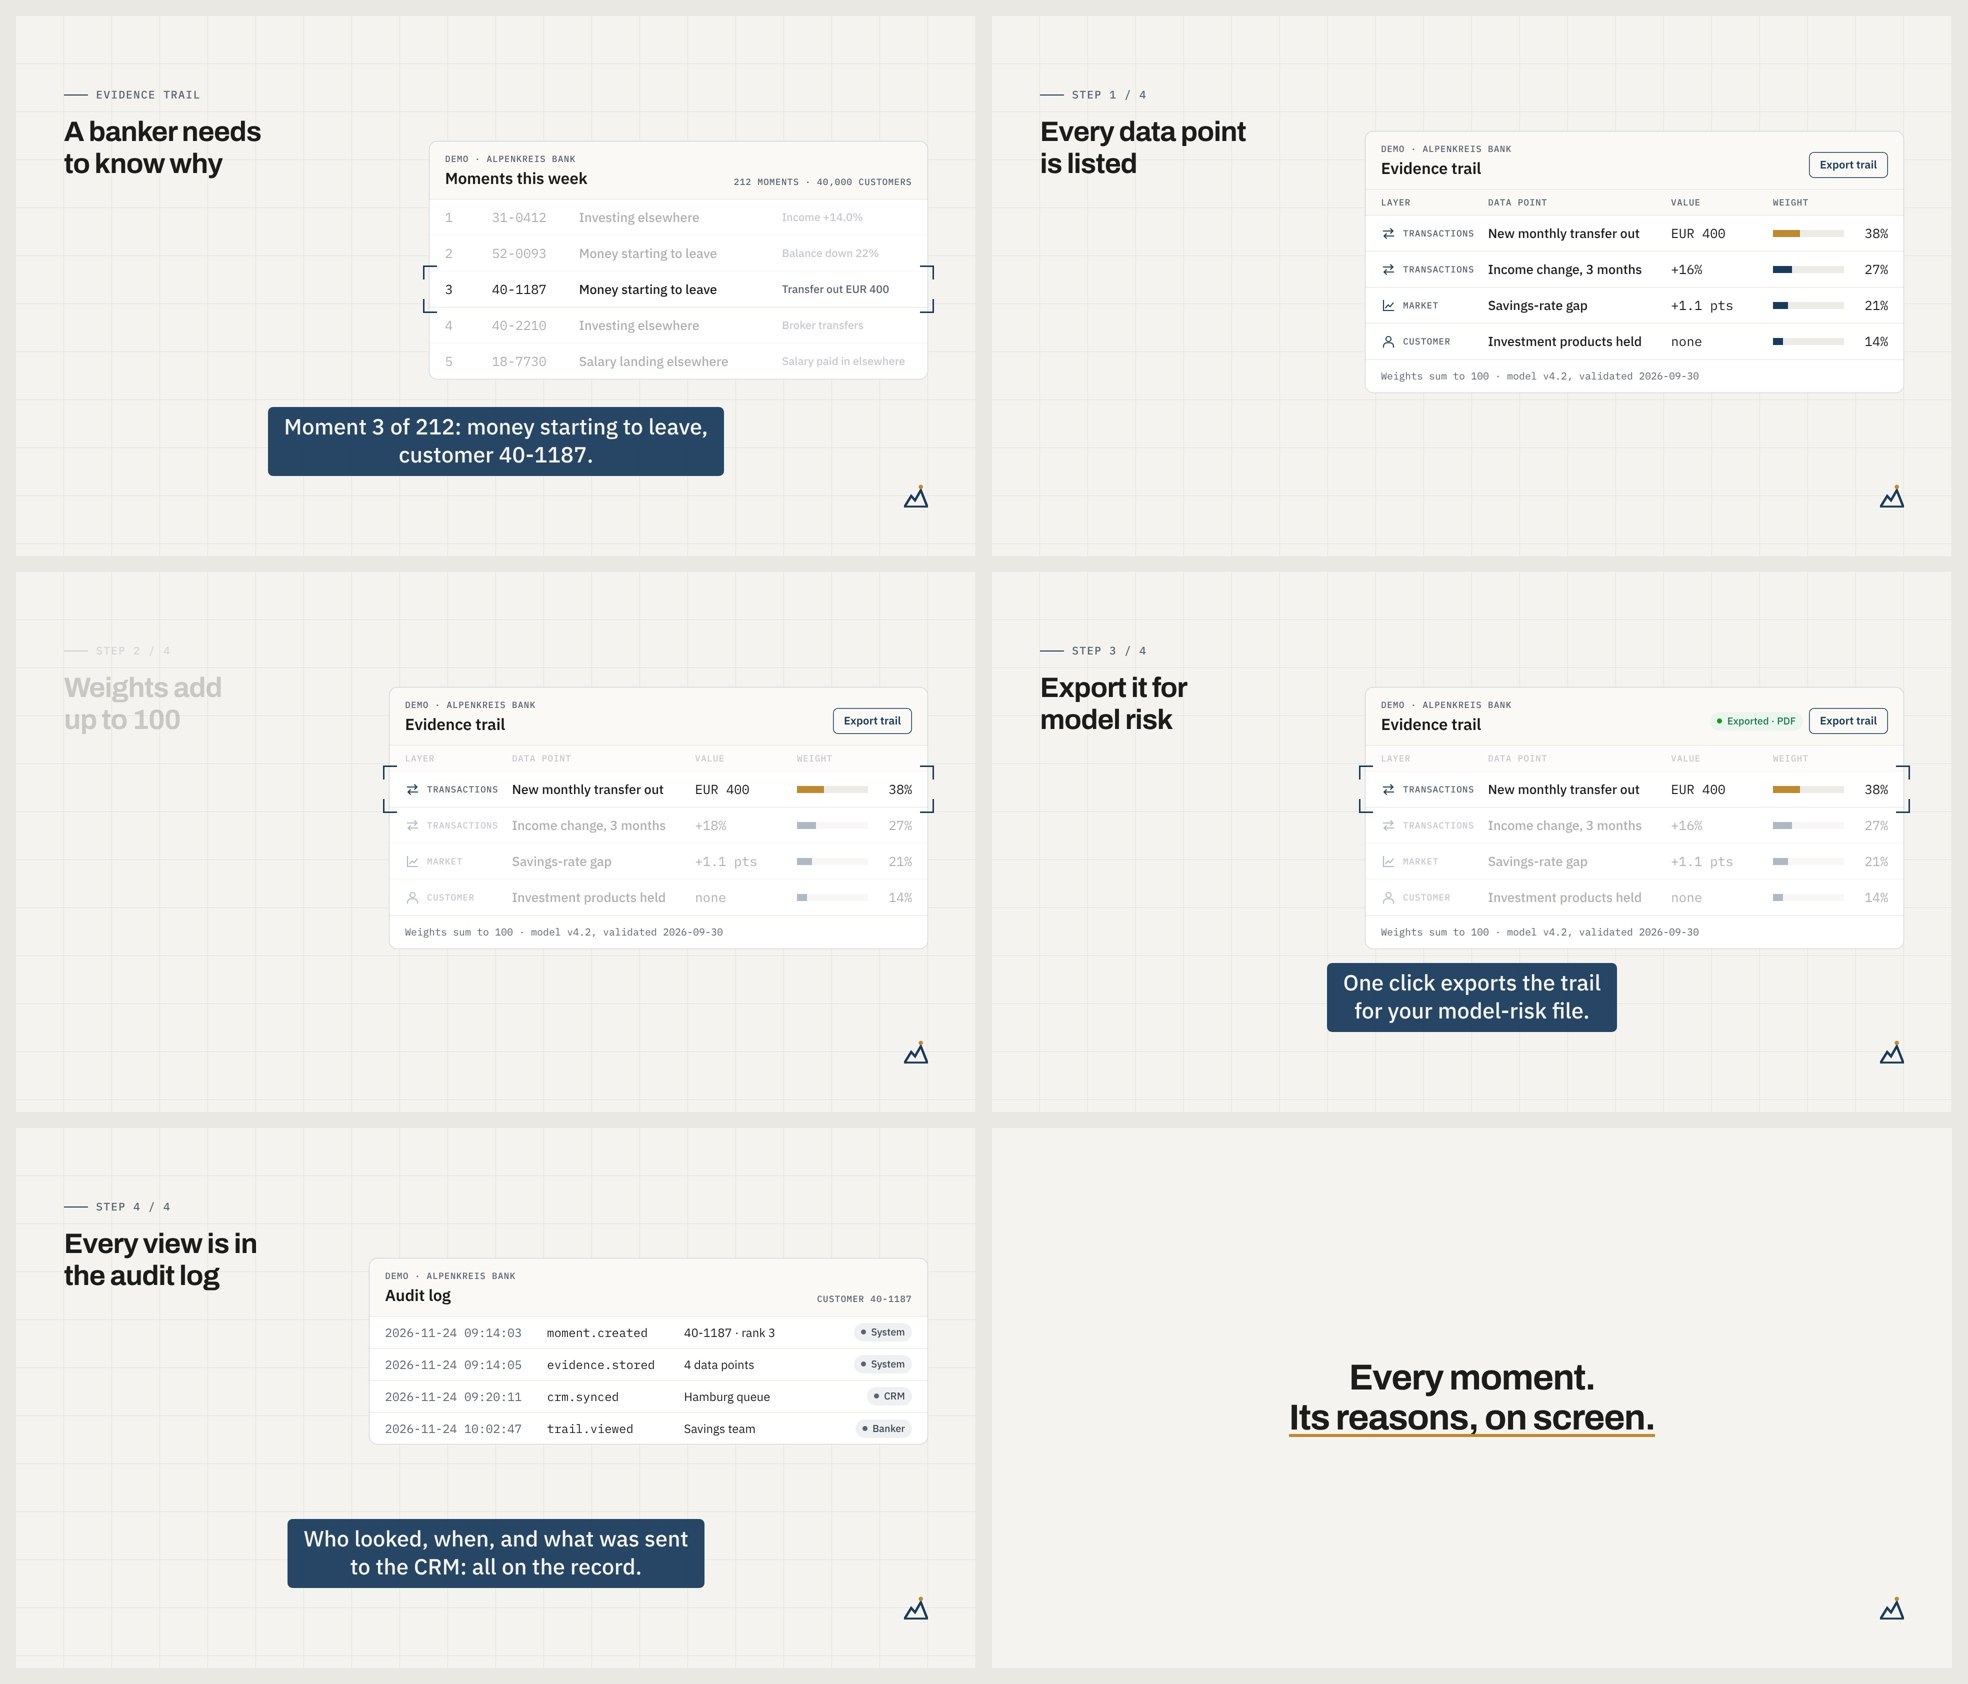 EVIDENCE TRAIL
A banker needs
to know why
DEMO · ALPENKREIS BANK
Moments this week
212 MOMENTS · 40,000 CUSTOMERS
1 31-0412 Investing elsewhere Income +14.0%
2 52-0093 Money starting to leave Balance down 22%
3 40-1187 Money starting to leave Transfer out EUR 400
4 40-2210 Investing elsewhere Broker transfers
5 18-7730 Salary landing elsewhere Salary paid in elsewhere
Moment 3 of 212: money starting to leave,
customer 40-1187.
STEP 1 / 4
Every data point
is listed
DEMO · ALPENKREIS BANK
Evidence trail
Export trail
LAYER DATA POINT VALUE WEIGHT
TRANSACTIONS New monthly transfer out EUR 400 38%
TRANSACTIONS Income change, 3 months +16% 27%
MARKET Savings-rate gap +1.1 pts 21%
CUSTOMER Investment products held none 14%
Weights sum to 100 · model v4.2, validated 2026-09-30
STEP 2 / 4
Weights add
up to 100
DEMO · ALPENKREIS BANK
Evidence trail
Export trail
LAYER DATA POINT VALUE WEIGHT
TRANSACTIONS New monthly transfer out EUR 400 38%
TRANSACTIONS Income change, 3 months +18% 27%
MARKET Savings-rate gap +1.1 pts 21%
CUSTOMER Investment products held none 14%
Weights sum to 100 · model v4.2, validated 2026-09-30
STEP 3 / 4
Export it for
model risk
DEMO · ALPENKREIS BANK
Evidence trail
Exported · PDF
Export trail
LAYER DATA POINT VALUE WEIGHT
TRANSACTIONS New monthly transfer out EUR 400 38%
TRANSACTIONS Income change, 3 months +16% 27%
MARKET Savings-rate gap +1.1 pts 21%
CUSTOMER Investment products held none 14%
Weights sum to 100 · model v4.2, validated 2026-09-30
One click exports the trail
for your model-risk file.
STEP 4 / 4
Every view is in
the audit log
DEMO · ALPENKREIS BANK
Audit log
CUSTOMER 40-1187
2026-11-24 09:14:03 moment.created 40-1187 · rank 3 System
2026-11-24 09:14:05 evidence.stored 4 data points System
2026-11-24 09:20:11 crm.synced Hamburg queue CRM
2026-11-24 10:02:47 trail.viewed Savings team Banker
Who looked, when, and what was sent
to the CRM: all on the record.
Every moment.
Its reasons, on screen.